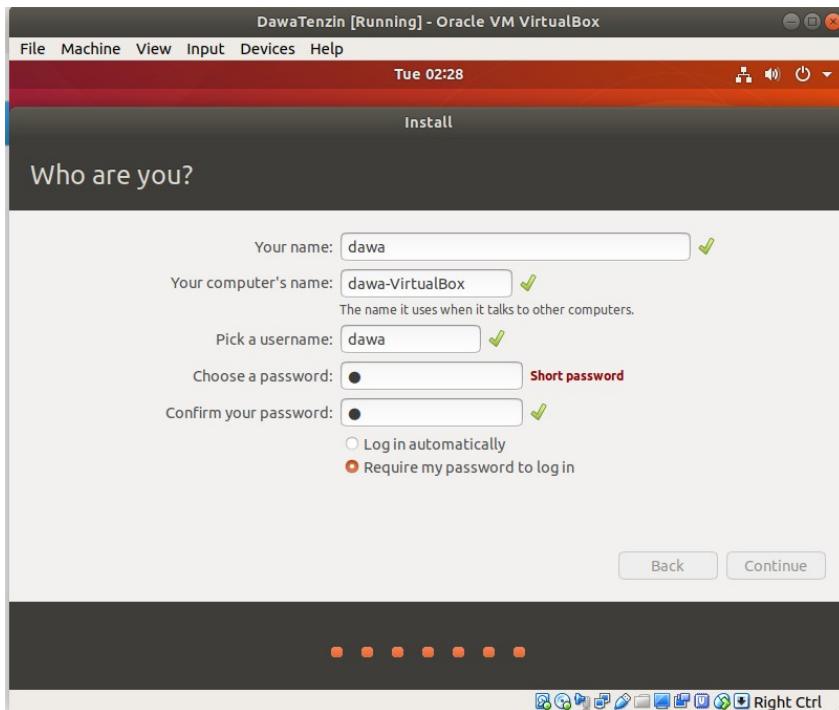 DawaTenzin [Running] - Oracle VM VirtualBox
File Machine View Input Devices Help
Tue 02:28
Install
Who are you?
Your name: dawa
Your computer's name: dawa-VirtualBox
The name it uses when it talks to other computers.
Pick a username: dawa
Choose a password: ● Short password
Confirm your password: ●
Log in automatically
Require my password to log in
Back Continue
Right Ctrl